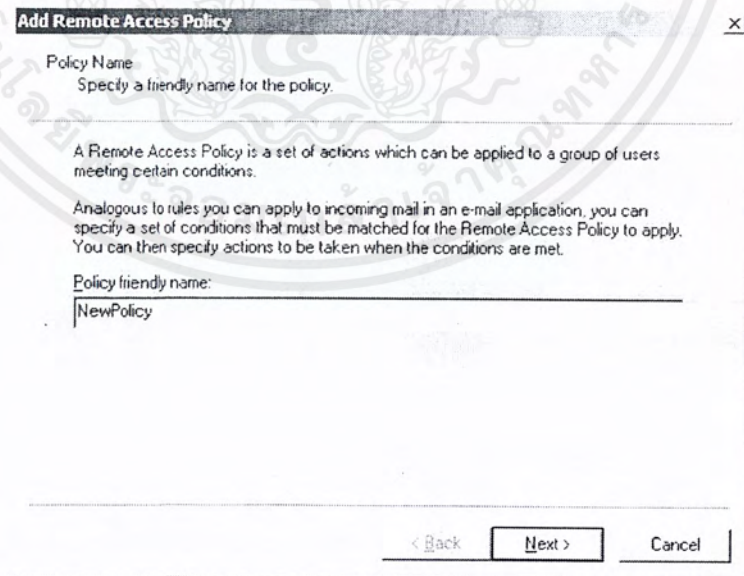 Add Remote Access Policy
Policy Name
Specify a friendly name for the policy.
A Remote Access Policy is a set of actions which can be applied to a group of users
meeting certain conditions.
Analogous to rules you can apply to incoming mail in an e-mail application, you can
specify a set of conditions that must be matched for the Remote Access Policy to apply.
You can then specify actions to be taken when the conditions are met.
Policy friendly name:
NewPolicy
< Back
Next >
Cancel